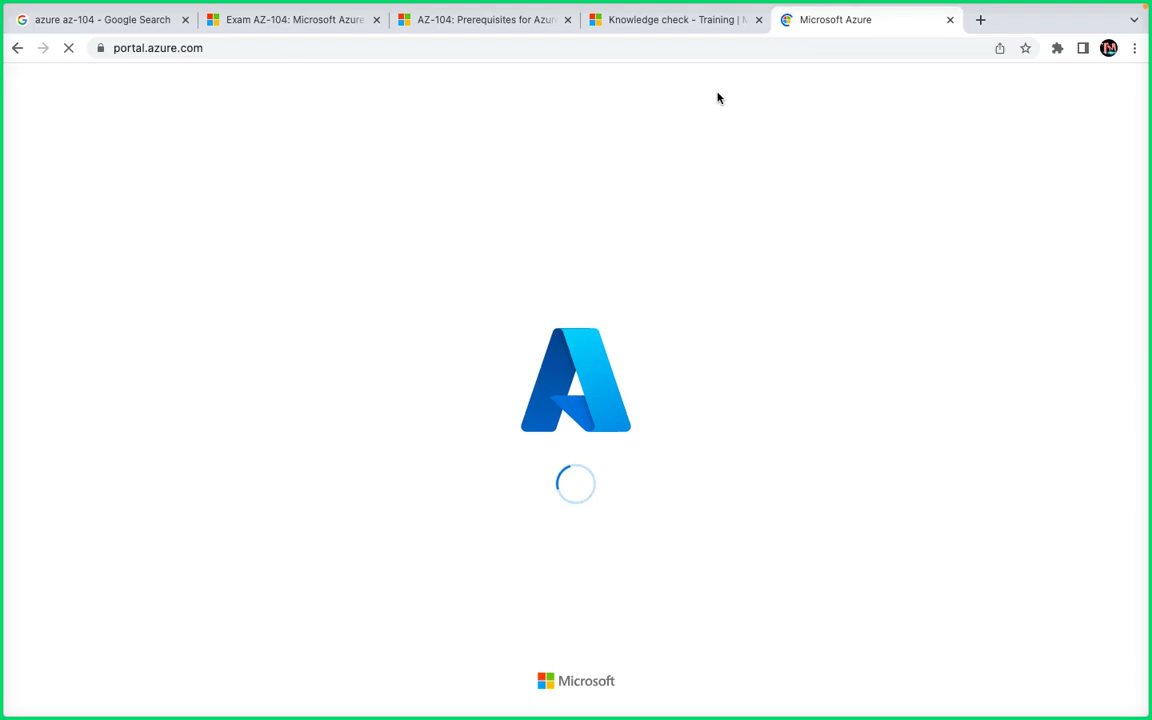 azure az-104 - Google Search
Exam AZ-104: Microsoft Azure
AZ-104: Prerequisites for Azur
Knowledge check - Training |
Microsoft Azure
portal.azure.com
Microsoft